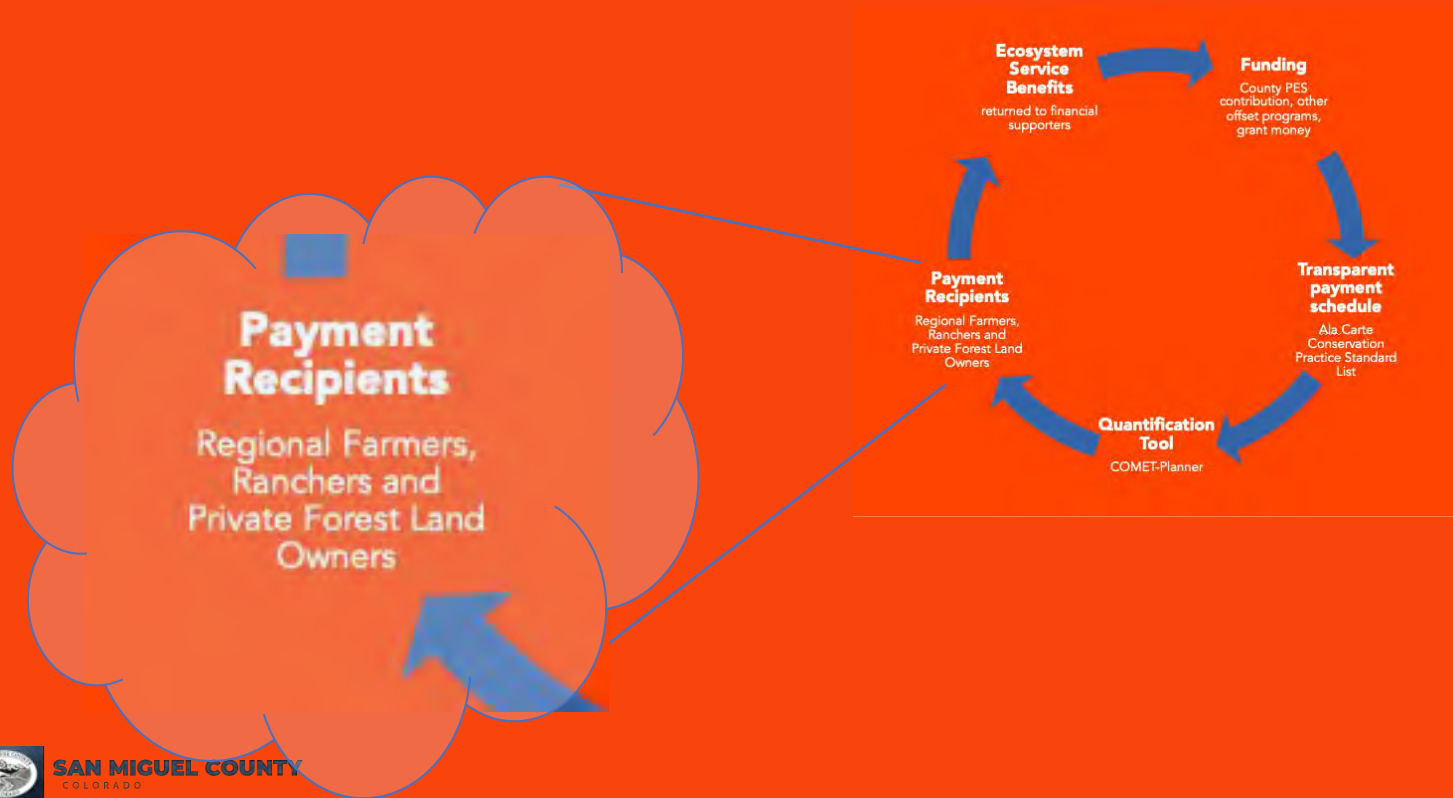 Ecosystem
Service
Benefits
returned to financial
supporters
Funding
County PES
contribution, other
offset programs,
grant money
Transparent
payment
schedule
Ala Carte
Conservation
Practice Standard
List
Quantification
Tool
COMET-Planner
Payment
Recipients
Regional Farmers,
Ranchers and
Private Forest Land
Owners
Payment
Recipients
Regional Farmers,
Ranchers and
Private Forest Land
Owners
SAN MIGUEL COUNTY
COLORADO